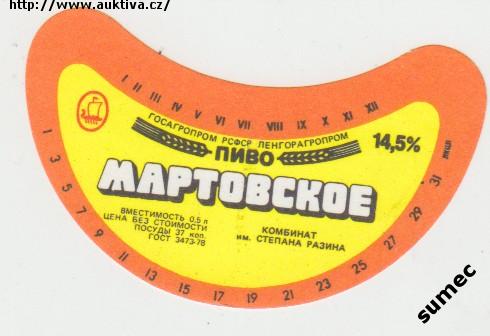 http://www.auktiva.cz/
I II III IV V VI VII VIII IX X XI XII
ГОСАГРОПРОМ РСФСР ЛЕНГОРАГРОПРОМ
ПИВО
14,5%
МАРТОВСКОЕ
ВМЕСТИМОСТЬ 0,5 л
ЦЕНА БЕЗ СТОИМОСТИ
ПОСУДЫ 37 коп.
ГОСТ 3473-78
КОМБИНАТ
им. СТЕПАНА РАЗИНА
1 3 5 7 9 11 13 15 17 19 21 23 25 27 29 31
sumec